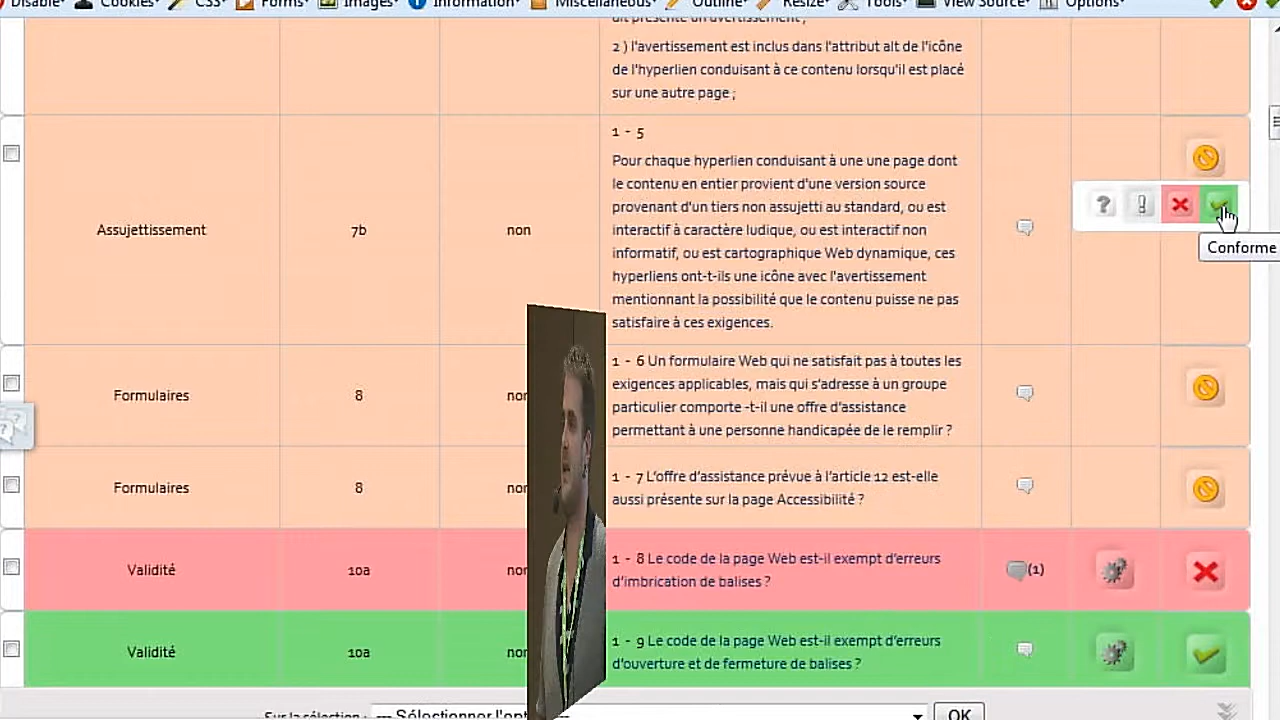 Disable Cookies CSS Forms Images Information Miscellaneous Outline Resize Tools View Source Options
alt présente un avertissement ;
2 ) l'avertissement est inclus dans l'attribut alt de l'icône
de l'hyperlien conduisant à ce contenu lorsqu'il est placé
sur une autre page ;
1 - 5
Pour chaque hyperlien conduisant à une une page dont
le contenu en entier provient d'une version source
provenant d'un tiers non assujetti au standard, ou est
interactif à caractère ludique, ou est interactif non
informatif, ou est cartographique Web dynamique, ces
hyperliens ont-t-ils une icône avec l'avertissement
mentionnant la possibilité que le contenu puisse ne pas
satisfaire à ces exigences.
Assujettissement 7b non
Conforme
Formulaires 8
1 - 6 Un formulaire Web qui ne satisfait pas à toutes les
exigences applicables, mais qui s'adresse à un groupe
particulier comporte -t-il une offre d'assistance
permettant à une personne handicapée de le remplir ?
Formulaires 8
1 - 7 L'offre d'assistance prévue à l'article 12 est-elle
aussi présente sur la page Accessibilité ?
Validité 10a
1 - 8 Le code de la page Web est-il exempt d'erreurs
d'imbrication de balises ?
(1)
Validité 10a
1 - 9 Le code de la page Web est-il exempt d'erreurs
d'ouverture et de fermeture de balises ?
Sur la sélection : --- Sélectionner l'opt --- OK